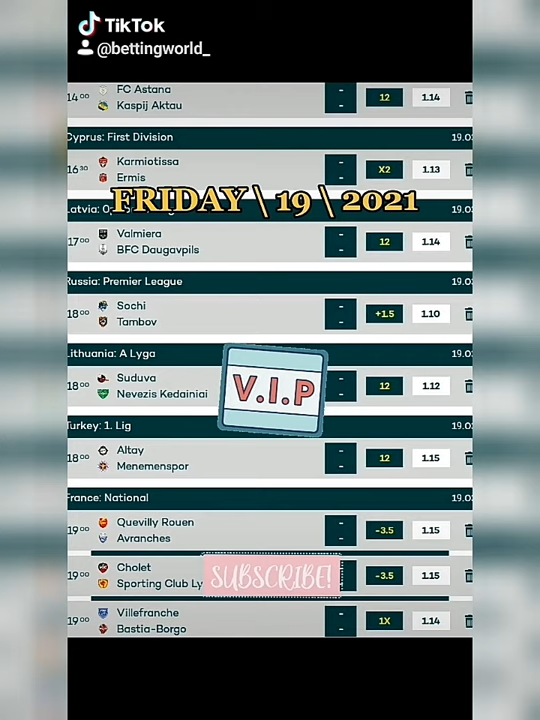 TikTok
@bettingworld_
14 00 FC Astana - 12 1.14
Kaspij Aktau -
Cyprus: First Division 19.0
16 30 Karmiotissa - X2 1.13
Ermis -
FRIDAY \ 19 \ 2021
Latvia: 19.0
17 00 Valmiera - 12 1.14
BFC Daugavpils -
Russia: Premier League 19.0
18 00 Sochi - +1.5 1.10
Tambov -
Lithuania: A Lyga 19.0
18 00 Suduva - 12 1.12
Nevezis Kedainiai -
V.I.P
Turkey: 1. Lig 19.0
18 00 Altay - 12 1.15
Menemenspor -
France: National 19.0
19 00 Quevilly Rouen - -3.5 1.15
Avranches -
19 00 Cholet - -3.5 1.15
Sporting Club Ly -
SUBSCRIBE!
19 00 Villefranche - 1X 1.14
Bastia-Borgo -